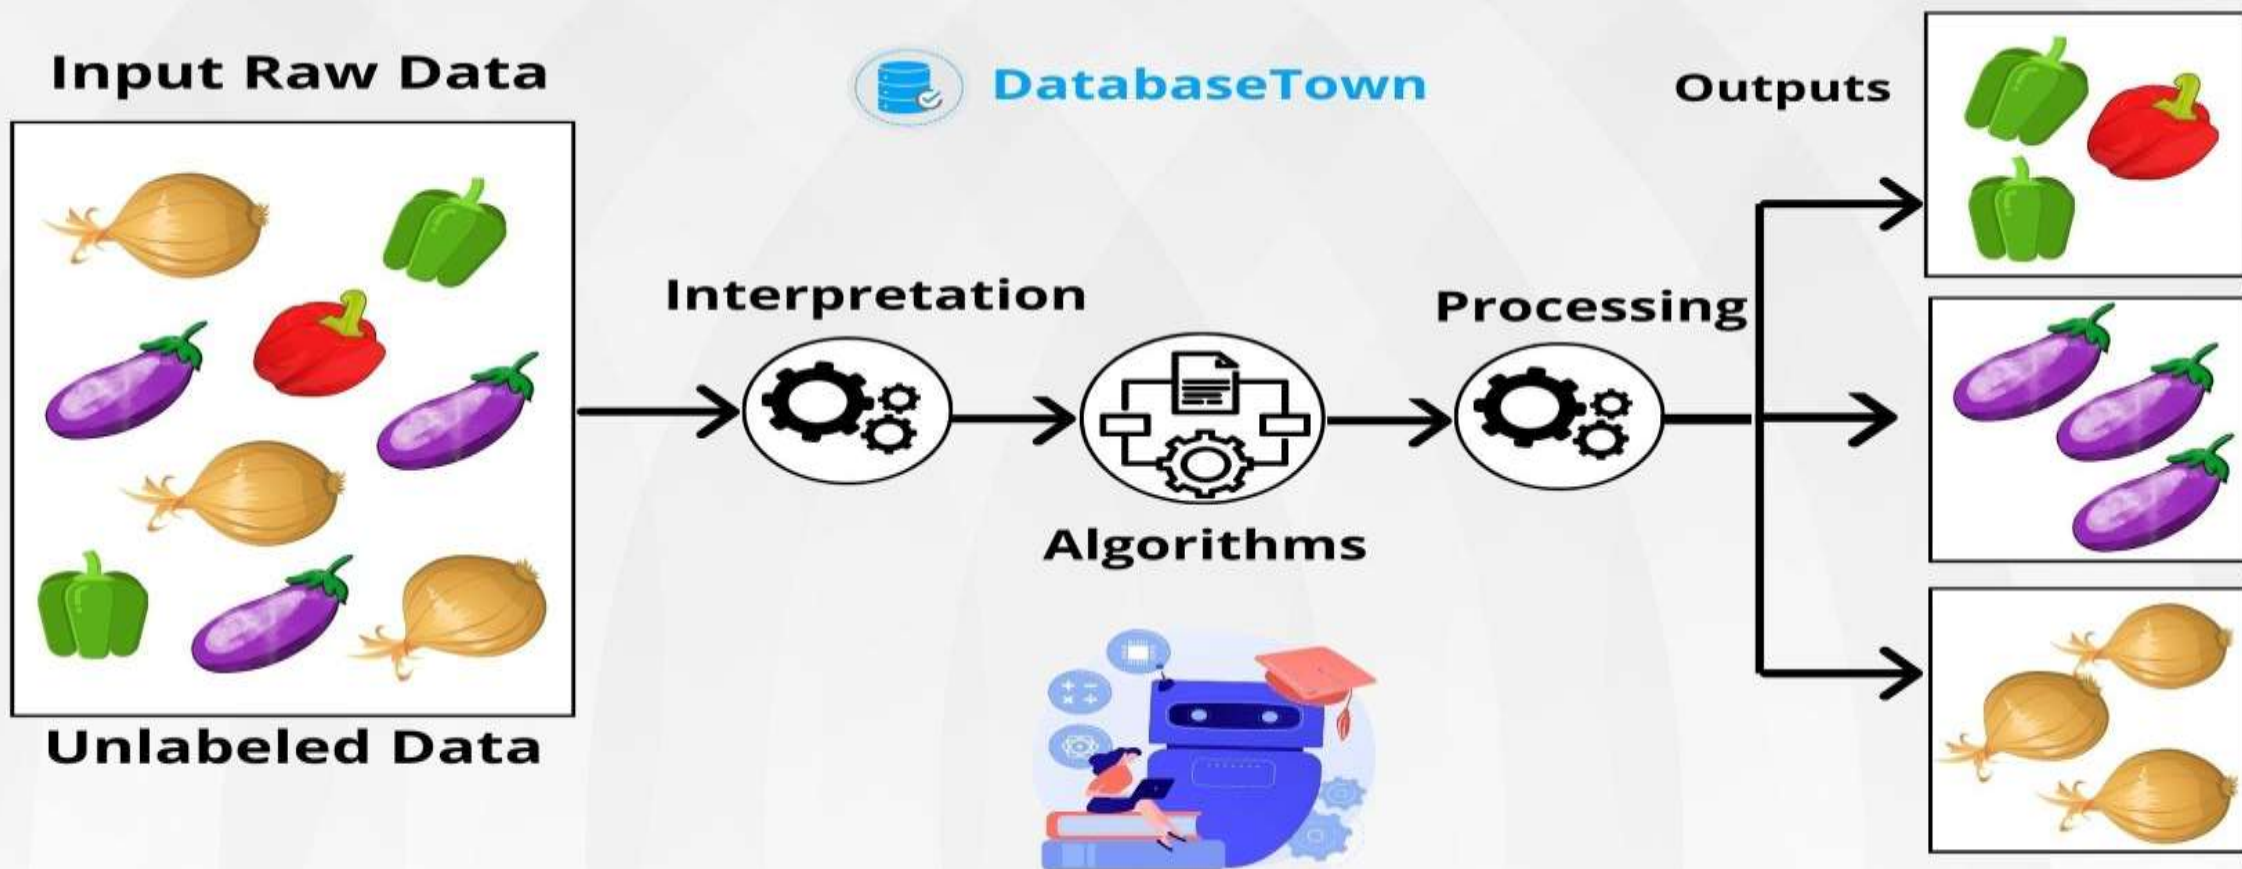 Input Raw Data
DatabaseTown
Outputs
Interpretation
Processing
Algorithms
Unlabeled Data